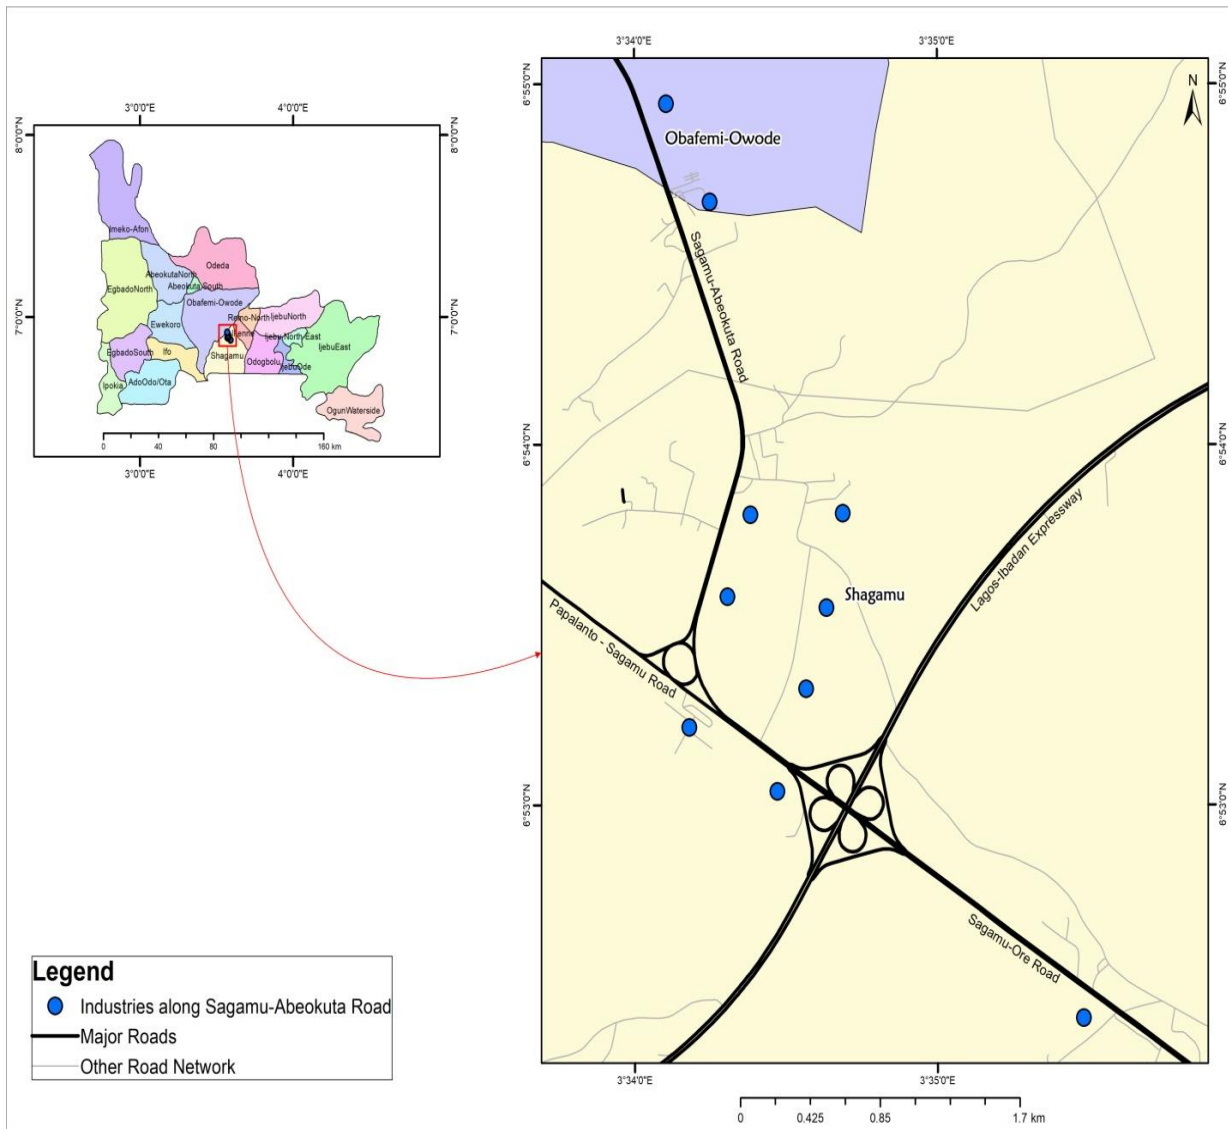 3°0'0"E
4°0'0"E
8°0'0"N
8°0'0"N
7°0'0"N
7°0'0"N
Imeko-Afon
Odeda
AbeokutaNorth
Abeokuta South
EgbadoNorth
Obafemi-Owode
IjebuNorth
Remo-North
Ewekoro
Ijebu North East
EgbadoSouth
Ifo
Shagamu
Odogbolu
IjebuEast
IjebuOde
Ipokia
AdoOdo/Ota
OgunWaterside
0
40
80
160 km
3°0'0"E
4°0'0"E
3°34'0"E
3°35'0"E
6°55'0"N
6°55'0"N
N
Obafemi-Owode
Sagamu-Abeokuta Road
6°54'0"N
6°54'0"N
Lagos-Ibadan Expressway
Shagamu
Papalanto - Sagamu Road
6°53'0"N
6°53'0"N
Sagamu-Ore Road
3°34'0"E
3°35'0"E
0
0.425
0.85
1.7 km
Legend
Industries along Sagamu-Abeokuta Road
Major Roads
Other Road Network